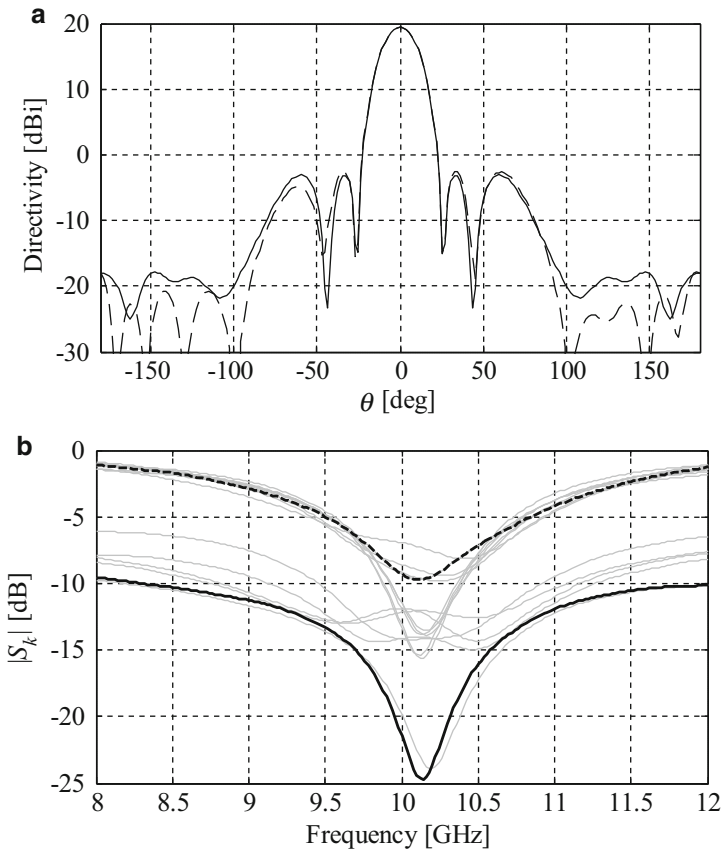 a
20
10
0
-10
-20
-30
Directivity [dBi]
-150 -100 -50 0 50 100 150
θ [deg]
b
0
-5
-10
-15
-20
-25
|Sₖ| [dB]
8 8.5 9 9.5 10 10.5 11 11.5 12
Frequency [GHz]